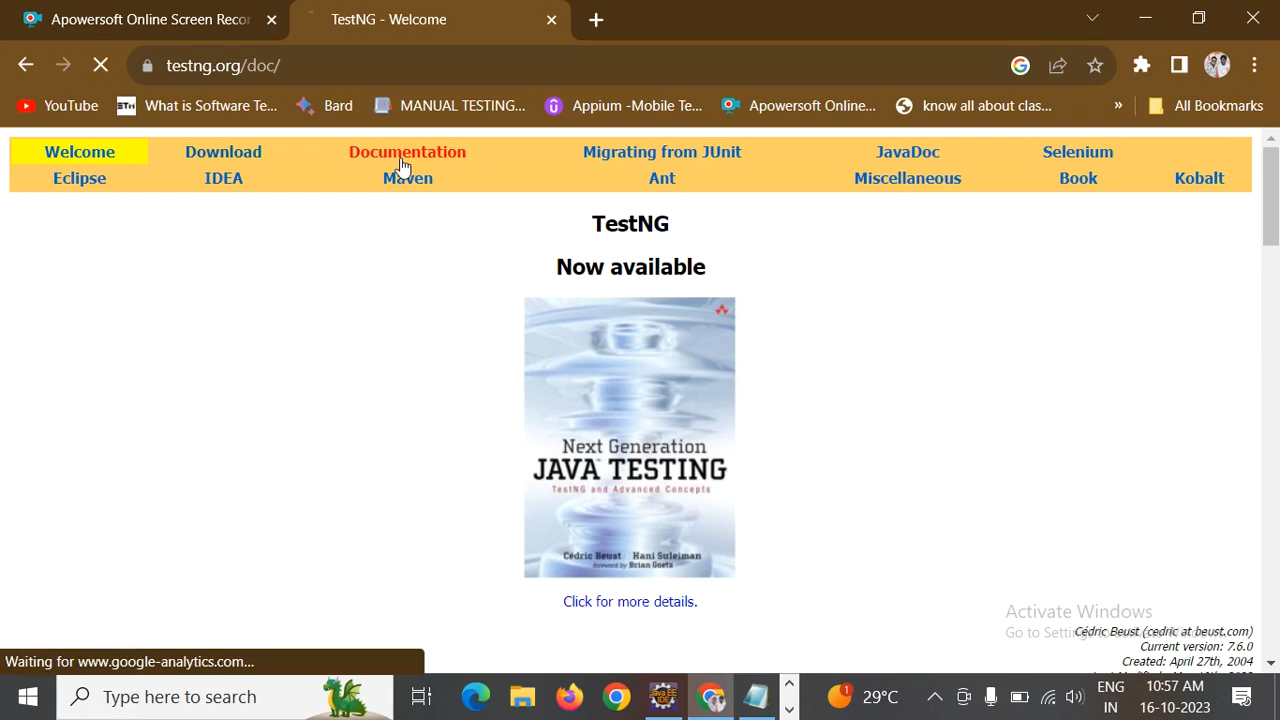 Apowersoft Online Screen Recor
TestNG - Welcome
testng.org/doc/
YouTube
What is Software Te...
Bard
MANUAL TESTING...
Appium -Mobile Te...
Apowersoft Online...
know all about clas...
»
All Bookmarks
Welcome Download Documentation Migrating from JUnit JavaDoc Selenium
Eclipse IDEA Maven Ant Miscellaneous Book Kobalt
TestNG
Now available
Next Generation
JAVA TESTING
TestNG and Advanced Concepts
Cédric Beust Hani Suleiman
foreword by Brian Goetz
Click for more details.
Activate Windows
Cédric Beust (cedric at beust.com)
Current version: 7.6.0
Created: April 27th, 2004
Waiting for www.google-analytics.com...
Type here to search
1
29°C
ENG
IN
10:57 AM
16-10-2023